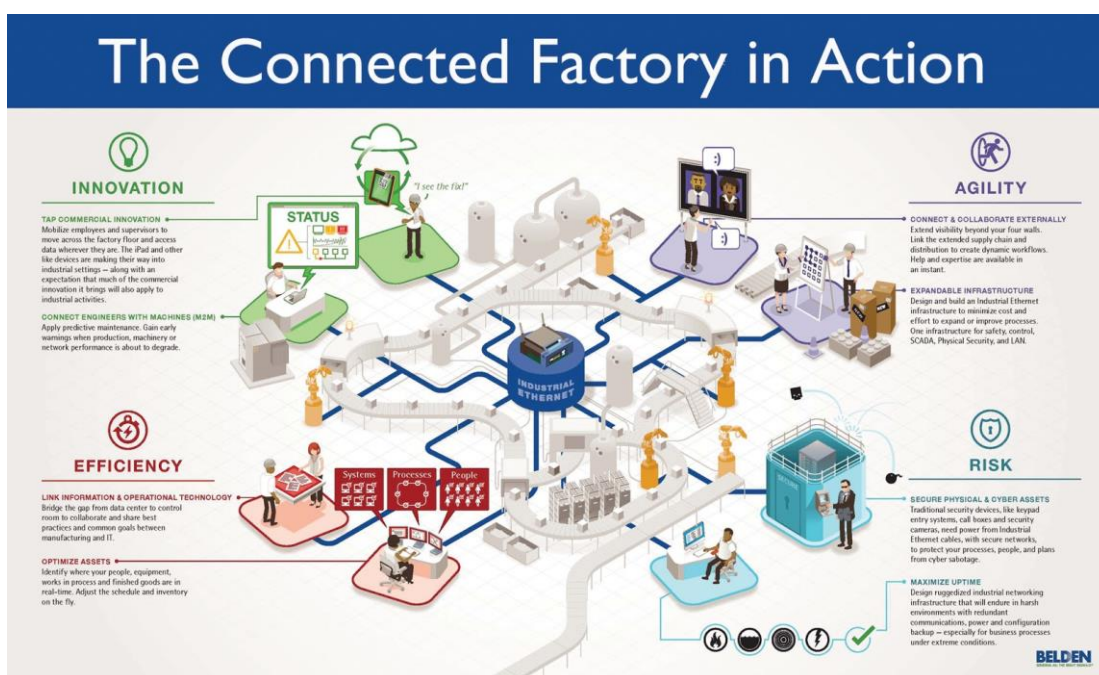 The Connected Factory in Action
INNOVATION
TAP COMMERCIAL INNOVATION
Mobilize employees and supervisors to
move across the factory floor and access
data wherever they are. The iPad and other
like devices are making their way into
industrial settings – along with an
expectation that much of the commercial
innovation it brings will also apply to
industrial activities.
CONNECT ENGINEERS WITH MACHINES (M2M)
Apply predictive maintenance. Gain early
warnings when production, machinery or
network performance is about to degrade.
STATUS
"I see the fix!"
:)
:)
AGILITY
CONNECT & COLLABORATE EXTERNALLY
Extend visibility beyond your four walls.
Link the extended supply chain and
distribution to create dynamic workflows.
Help and expertise are available in
an instant.
EXPANDABLE INFRASTRUCTURE
Design and build an Industrial Ethernet
infrastructure to minimize cost and
effort to expand or improve processes.
One infrastructure for safety, control,
SCADA, Physical Security, and LAN.
INDUSTRIAL
ETHERNET
EFFICIENCY
LINK INFORMATION & OPERATIONAL TECHNOLOGY
Bridge the gap from data center to control
room to collaborate and share best
practices and common goals between
manufacturing and IT.
OPTIMIZE ASSETS
Identify where your people, equipment,
works in process and finished goods are in
real-time. Adjust the schedule and inventory
on the fly.
Systems
Processes
People
SECURE
RISK
SECURE PHYSICAL & CYBER ASSETS
Traditional security devices, like keypad
entry systems, call boxes and security
cameras, need power from Industrial
Ethernet cables, with secure networks,
to protect your processes, people, and plans
from cyber sabotage.
MAXIMIZE UPTIME
Design ruggedized industrial networking
infrastructure that will endure in harsh
environments with redundant
communications, power and configuration
backup – especially for business processes
under extreme conditions.
BELDEN